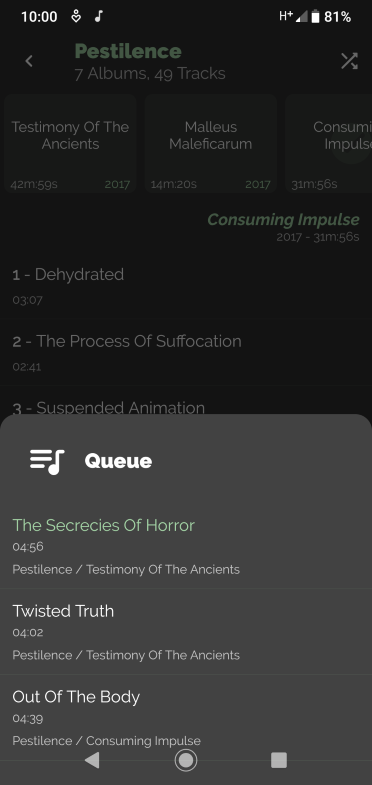 10:00 H+ 81%
Pestilence
7 Albums, 49 Tracks
Testimony Of The
Ancients
42m:59s 2017
Malleus
Maleficarum
14m:20s 2017
Consumi
Impuls
31m:56s
Consuming Impulse
2017 - 31m:56s
1 - Dehydrated
03:07
2 - The Process Of Suffocation
02:41
3 - Suspended Animation
Queue
The Secrecies Of Horror
04:56
Pestilence / Testimony Of The Ancients
Twisted Truth
04:02
Pestilence / Testimony Of The Ancients
Out Of The Body
04:39
Pestilence / Consuming Impulse